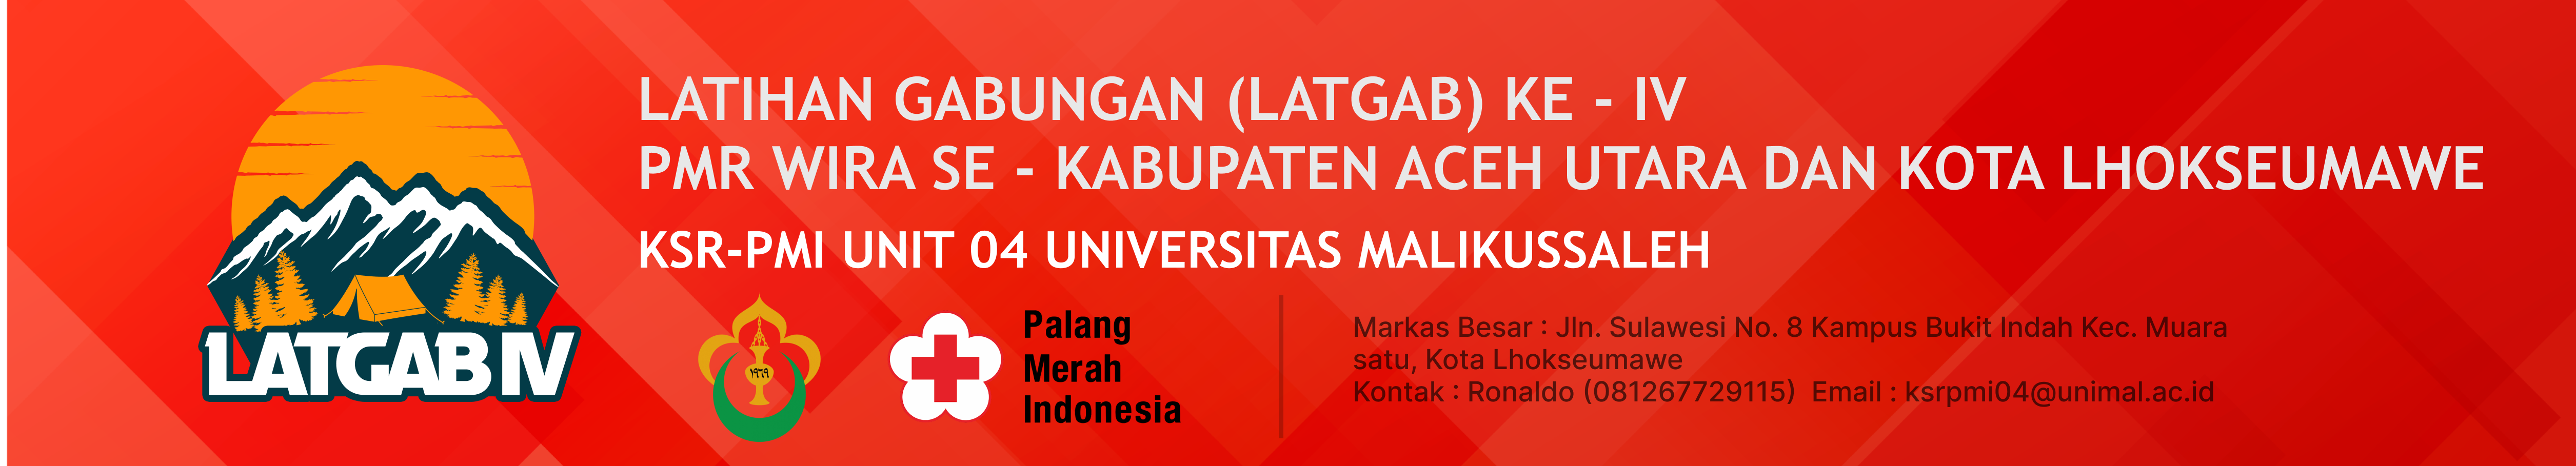 LATIHAN GABUNGAN (LATGAB) KE - IV
PMR WIRA SE - KABUPATEN ACEH UTARA DAN KOTA LHOKSEUMAWE
KSR-PMI UNIT 04 UNIVERSITAS MALIKUSSALEH
LATGAB IV
١٩٦٩
Palang
Merah
Indonesia
Markas Besar : Jln. Sulawesi No. 8 Kampus Bukit Indah Kec. Muara
satu, Kota Lhokseumawe
Kontak : Ronaldo (081267729115) Email : ksrpmi04@unimal.ac.id